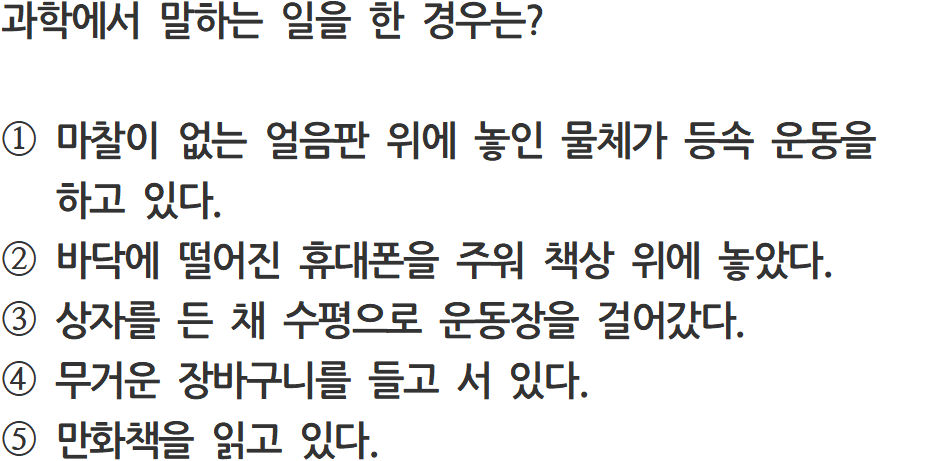 과학에서 말하는 일을 한 경우는?
① 마찰이 없는 얼음판 위에 놓인 물체가 등속 운동을
하고 있다.
② 바닥에 떨어진 휴대폰을 주워 책상 위에 놓았다.
③ 상자를 든 채 수평으로 운동장을 걸어갔다.
④ 무거운 장바구니를 들고 서 있다.
⑤ 만화책을 읽고 있다.